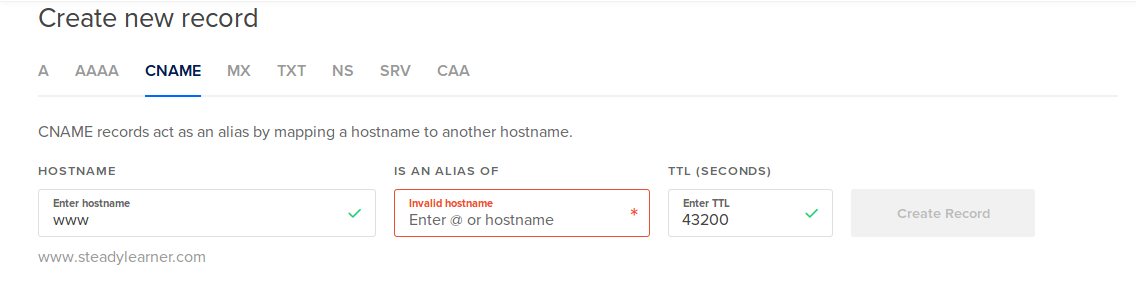 Create new record
A AAAA CNAME MX TXT NS SRV CAA
CNAME records act as an alias by mapping a hostname to another hostname.
HOSTNAME IS AN ALIAS OF TTL (SECONDS)
Enter hostname Invalid hostname Enter TTL
www Enter @ or hostname * 43200 Create Record
www.steadylearner.com